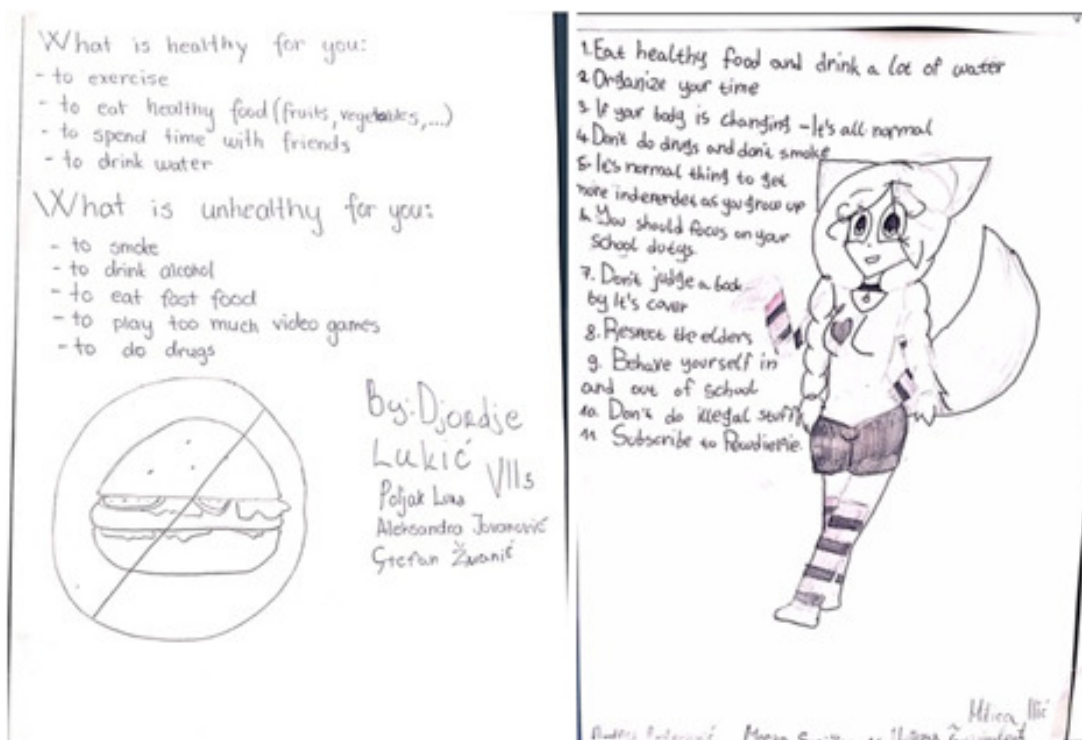 What is healthy for you:
- to exercise
- to eat healthy food (fruits, vegetables,...)
- to spend time with friends
- to drink water
What is unhealthy for you:
- to smoke
- to drink alcohol
- to eat fast food
- to play too much video games
- to do drugs
By: Djordje
Lukić
VIIs
Poljak
Aleksandra Jovanović
Stefan
1. Eat healthy food and drink a lot of water
2 Organize your time
3. If your body is changing - It's all normal
4. Don't do drugs and don't smoke
5. It's normal thing to get
more as you grow up
6. You should focus on your
school
7. Don't judge a book
by It's cover
8. Respect the elders
9. Behave yourself in
and out of school
10. Don't do illegal stuff
11. Subscribe to Pewdiepie.
Milica Ilić